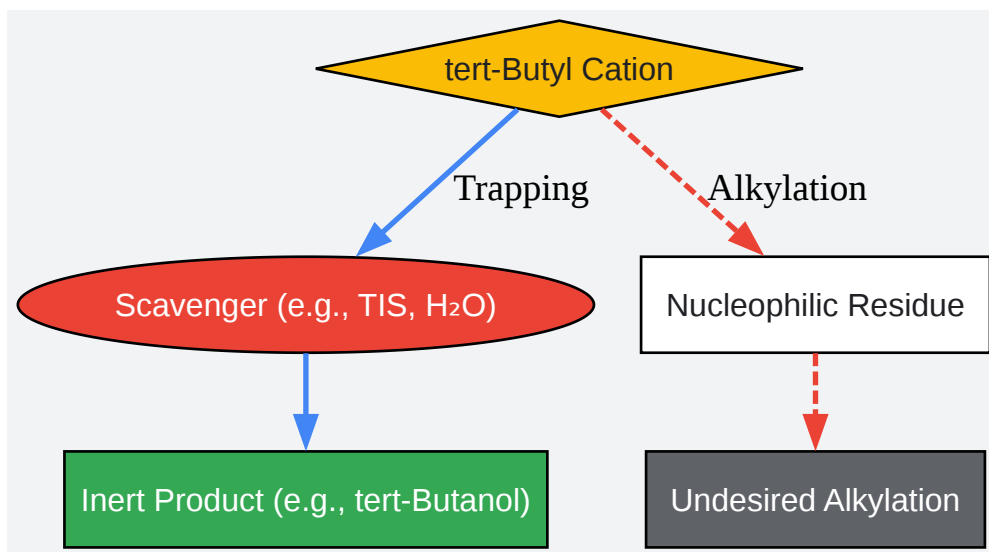 tert-Butyl Cation
Trapping
Alkylation
Scavenger (e.g., TIS, H₂O)
Nucleophilic Residue
Inert Product (e.g., tert-Butanol)
Undesired Alkylation